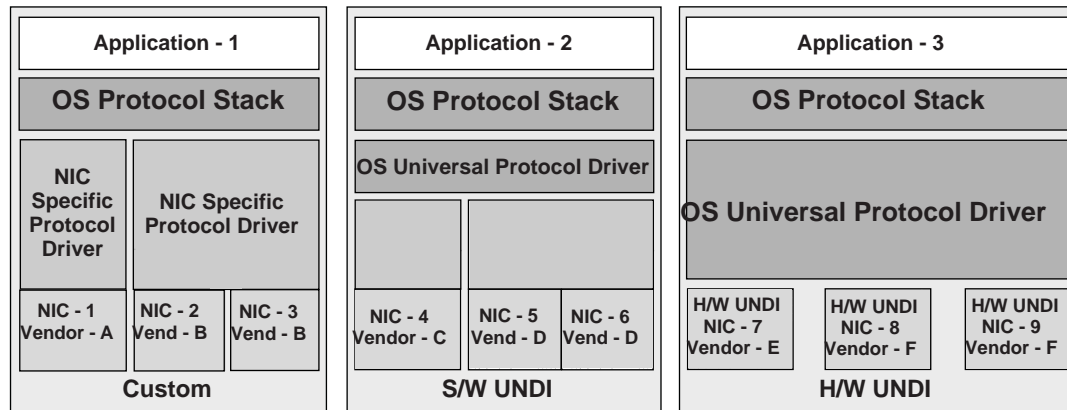 Application - 1
OS Protocol Stack
NIC
Specific
Protocol
Driver
NIC Specific
Protocol Driver
NIC - 1
Vendor - A
NIC - 2
Vend - B
NIC - 3
Vend - B
Custom
Application - 2
OS Protocol Stack
OS Universal Protocol Driver
NIC - 4
Vendor - C
NIC - 5
Vend - D
NIC - 6
Vend - D
S/W UNDI
Application - 3
OS Protocol Stack
OS Universal Protocol Driver
H/W UNDI
NIC - 7
Vendor - E
H/W UNDI
NIC - 8
Vendor - F
H/W UNDI
NIC - 9
Vendor - F
H/W UNDI